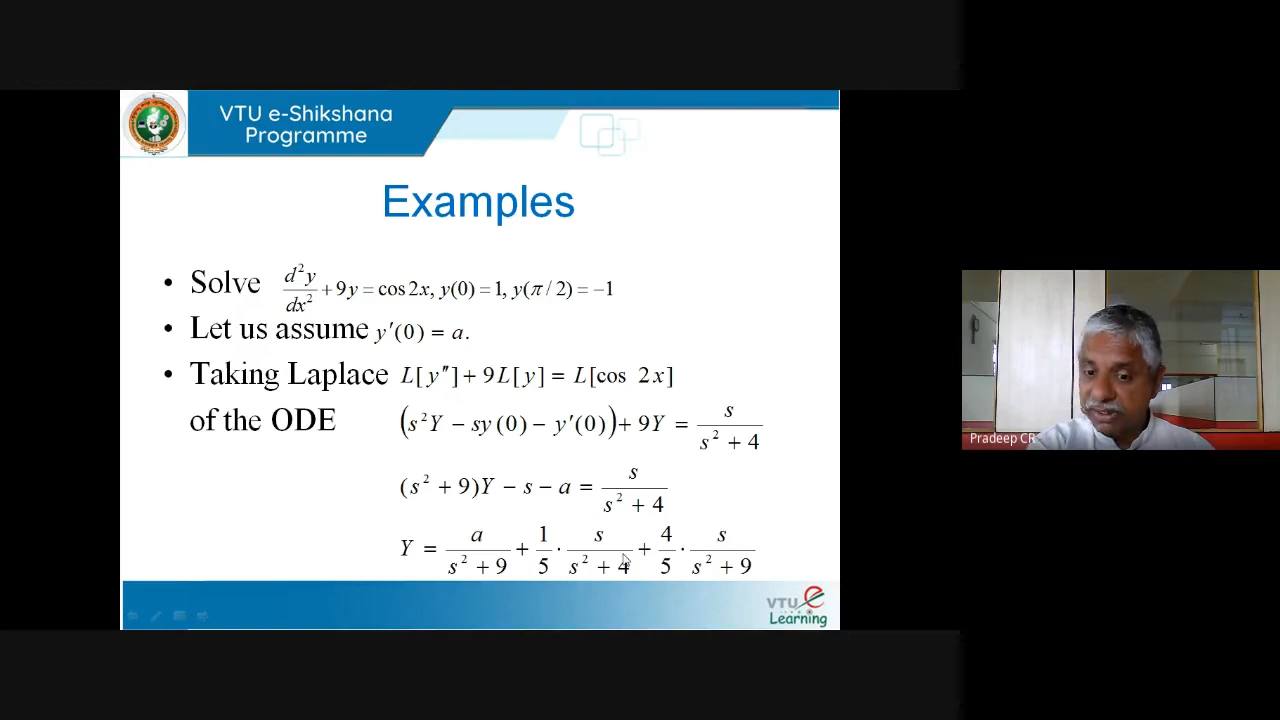 VTU e-Shikshana
Programme
Examples
• Solve d²y/dx² + 9y = cos 2x, y(0) = 1, y(π / 2) = −1
• Let us assume y′(0) = a.
• Taking Laplace L[y″] + 9L[y] = L[cos 2x]
of the ODE (s²Y − sy(0) − y′(0)) + 9Y = s/(s² + 4)
(s² + 9)Y − s − a = s/(s² + 4)
Y = a/(s² + 9) + 1/5 · s/(s² + 4) + 4/5 · s/(s² + 9)
VTU e
Learning
Pradeep CR